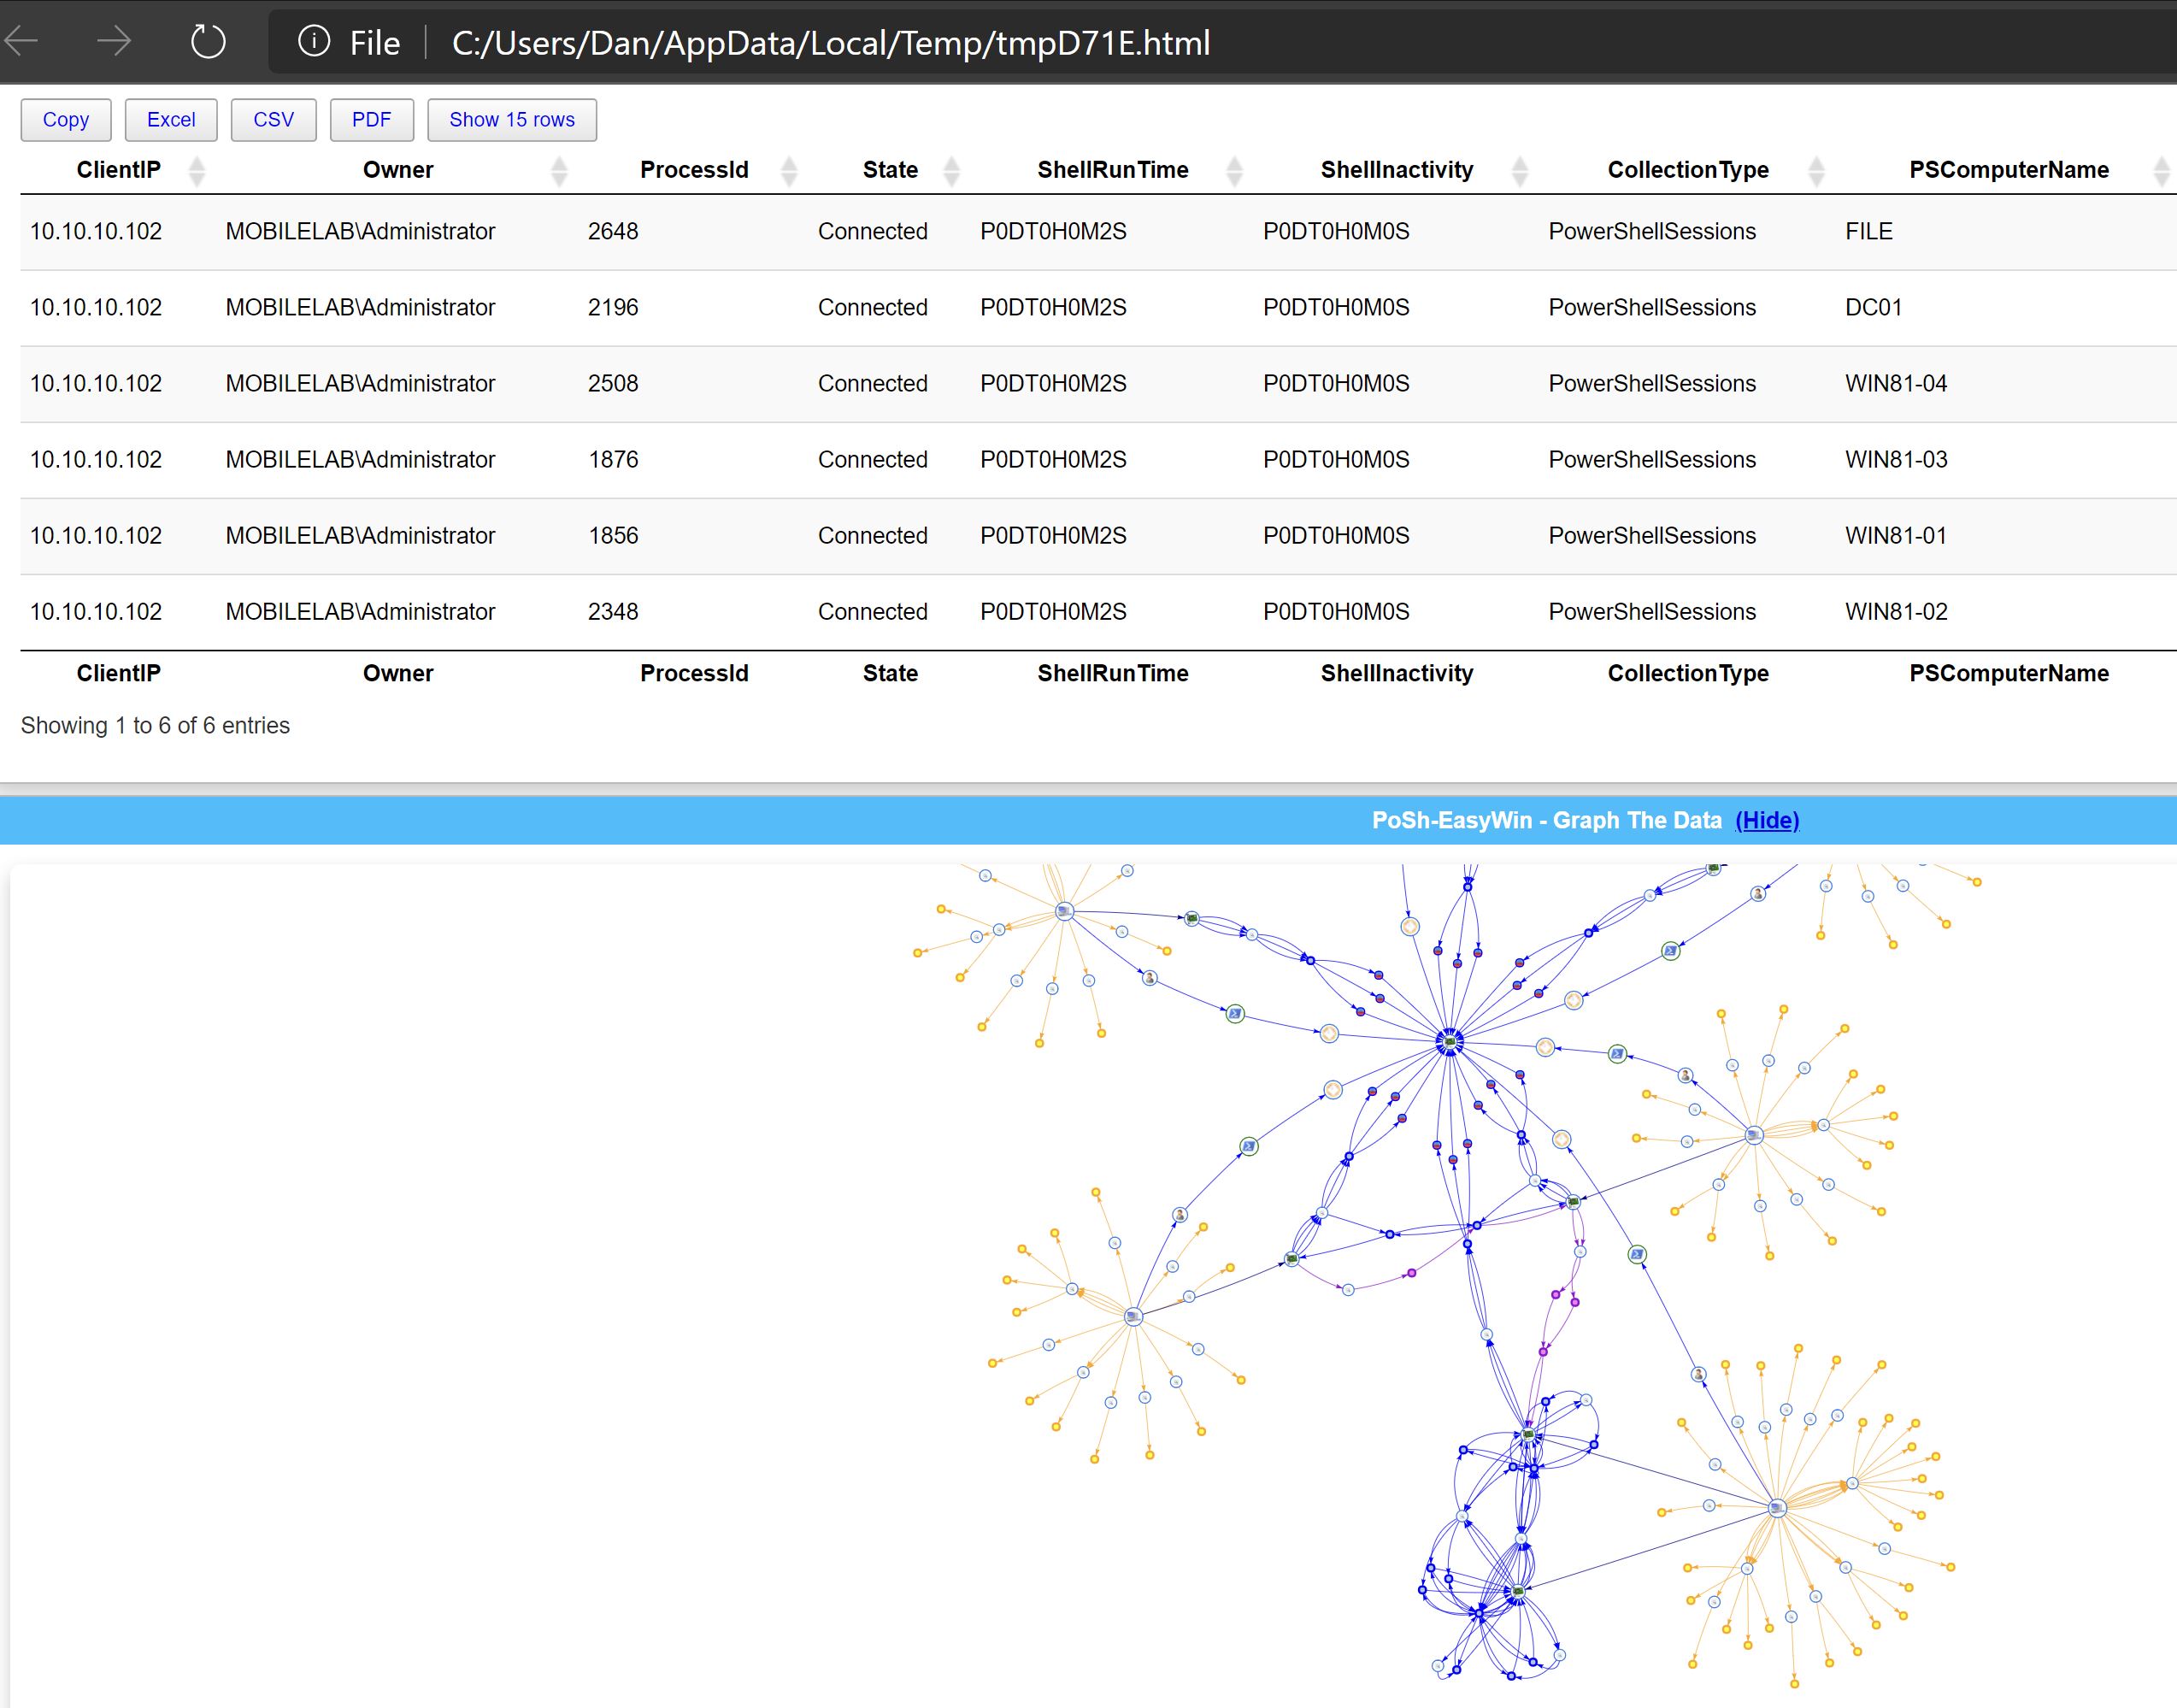 File C:/Users/Dan/AppData/Local/Temp/tmpD71E.html
Copy Excel CSV PDF Show 15 rows
ClientIP Owner ProcessId State ShellRunTime ShellInactivity CollectionType PSComputerName
10.10.10.102 MOBILELAB\Administrator 2648 Connected P0DT0H0M2S P0DT0H0M0S PowerShellSessions FILE
10.10.10.102 MOBILELAB\Administrator 2196 Connected P0DT0H0M2S P0DT0H0M0S PowerShellSessions DC01
10.10.10.102 MOBILELAB\Administrator 2508 Connected P0DT0H0M2S P0DT0H0M0S PowerShellSessions WIN81-04
10.10.10.102 MOBILELAB\Administrator 1876 Connected P0DT0H0M2S P0DT0H0M0S PowerShellSessions WIN81-03
10.10.10.102 MOBILELAB\Administrator 1856 Connected P0DT0H0M2S P0DT0H0M0S PowerShellSessions WIN81-01
10.10.10.102 MOBILELAB\Administrator 2348 Connected P0DT0H0M2S P0DT0H0M0S PowerShellSessions WIN81-02
ClientIP Owner ProcessId State ShellRunTime ShellInactivity CollectionType PSComputerName
Showing 1 to 6 of 6 entries
PoSh-EasyWin - Graph The Data (Hide)